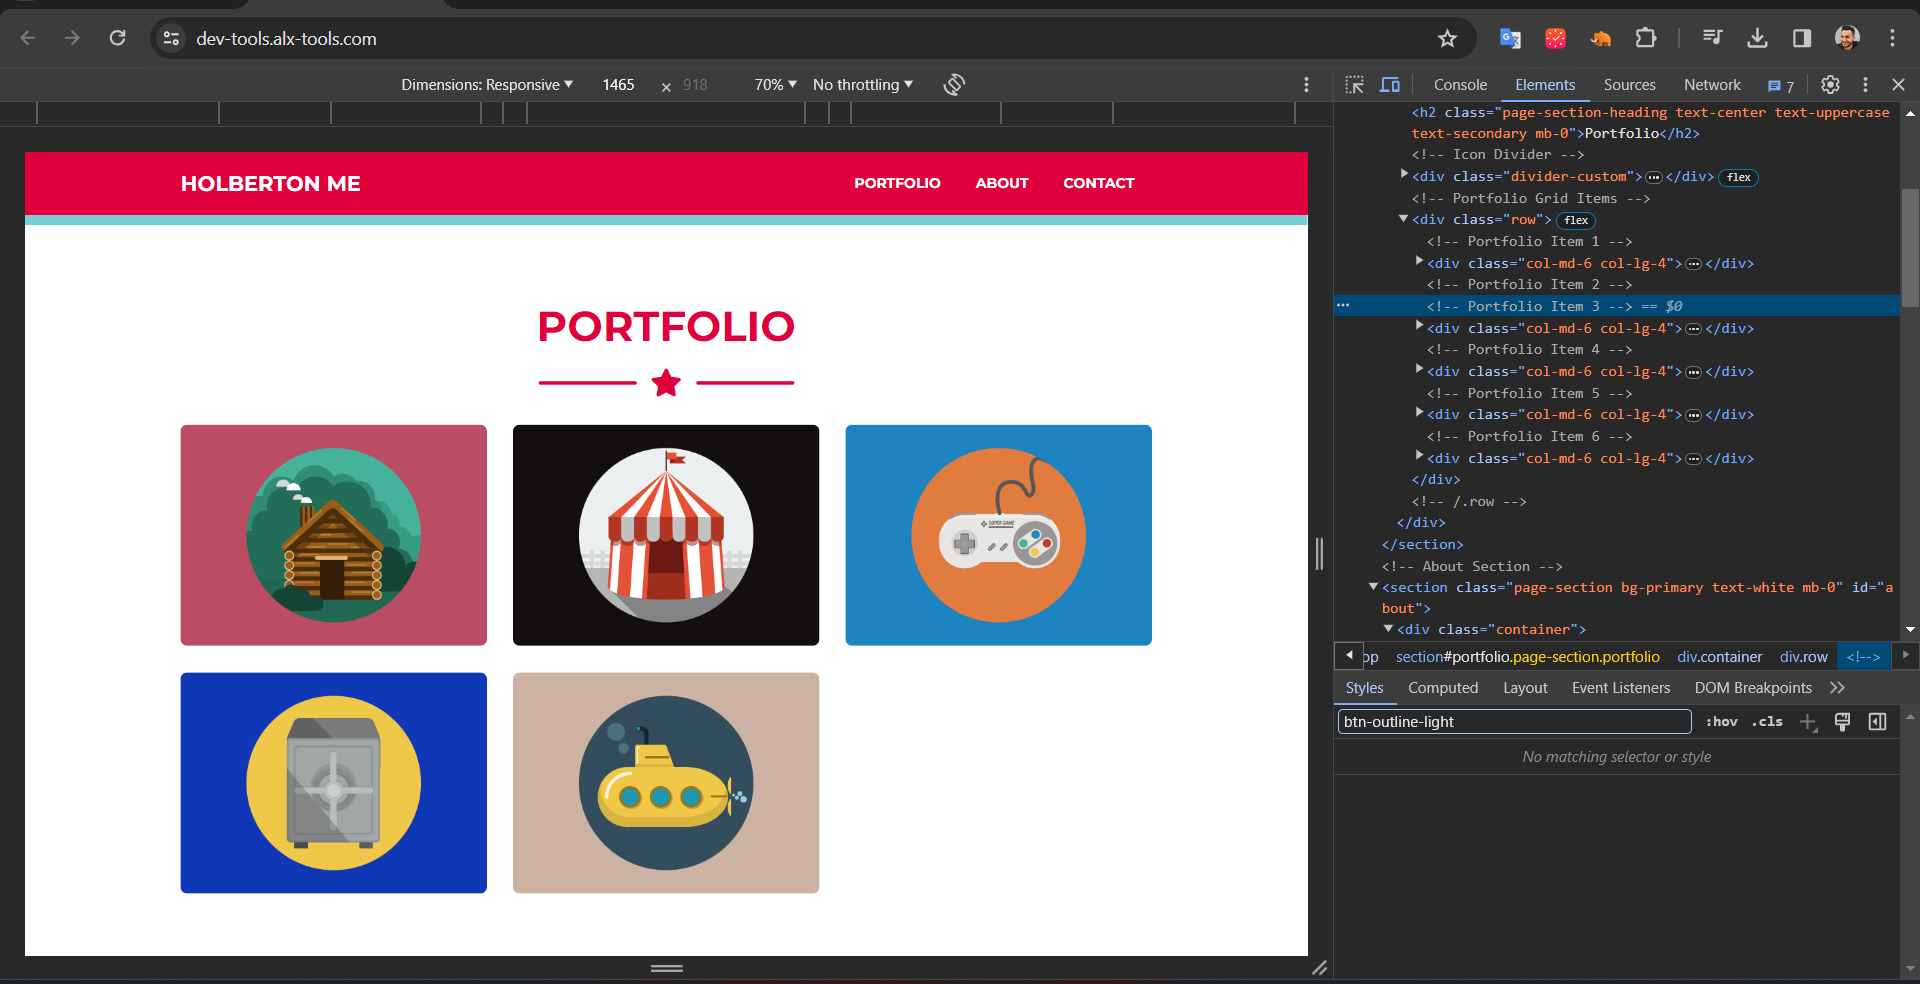 dev-tools.alx-tools.com
Dimensions: Responsive ▼ 1465 × 918 70% ▼ No throttling ▼
Console Elements Sources Network 7
HOLBERTON ME PORTFOLIO ABOUT CONTACT
PORTFOLIO
SUPER GAME
<h2 class="page-section-heading text-center text-uppercase
text-secondary mb-0">Portfolio</h2>
<!-- Icon Divider -->
<div class="divider-custom">…</div> flex
<!-- Portfolio Grid Items -->
<div class="row"> flex
<!-- Portfolio Item 1 -->
<div class="col-md-6 col-lg-4">…</div>
<!-- Portfolio Item 2 -->
… <!-- Portfolio Item 3 --> == $0
<div class="col-md-6 col-lg-4">…</div>
<!-- Portfolio Item 4 -->
<div class="col-md-6 col-lg-4">…</div>
<!-- Portfolio Item 5 -->
<div class="col-md-6 col-lg-4">…</div>
<!-- Portfolio Item 6 -->
<div class="col-md-6 col-lg-4">…</div>
</div>
<!-- /.row -->
</div>
</section>
<!-- About Section -->
<section class="page-section bg-primary text-white mb-0" id="a
bout">
<div class="container">
op section#portfolio.page-section.portfolio div.container div.row <!-->
Styles Computed Layout Event Listeners DOM Breakpoints
btn-outline-light :hov .cls
No matching selector or style